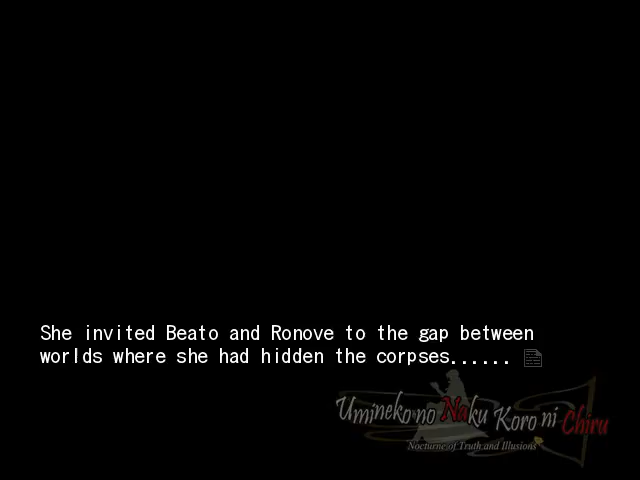 She invited Beato and Ronove to the gap between
worlds where she had hidden the corpses......
Umineko no Naku Koro ni Chiru
Nocturne of Truth and Illusions